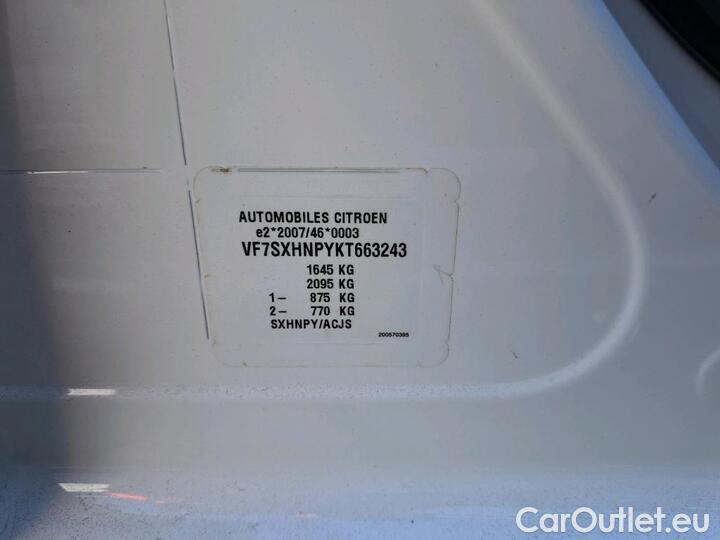 AUTOMOBILES CITROEN
e2*2007/46*0003
VF7SXHNPYKT663243
1645 KG
2095 KG
1- 875 KG
2- 770 KG
SXHNPY/ACJS
200570395
CarOutlet.eu